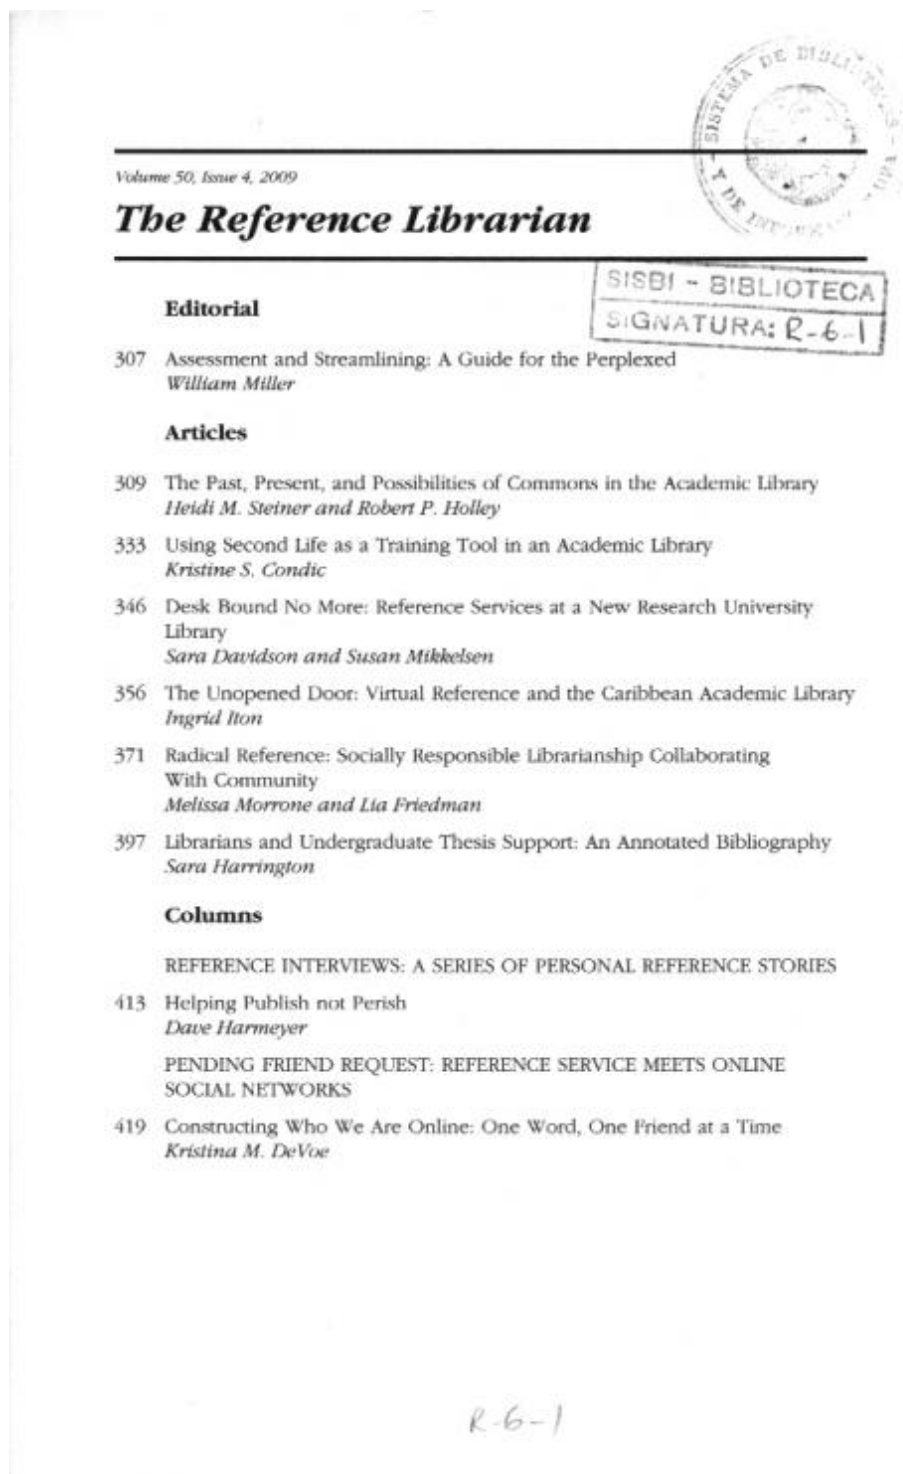 SISTEMA DE
Y DE
Volume 50, Issue 4, 2009
The Reference Librarian
SISBI - BIBLIOTECA
SIGNATURA: R-6-1
Editorial
307 Assessment and Streamlining: A Guide for the Perplexed
William Miller
Articles
309 The Past, Present, and Possibilities of Commons in the Academic Library
Heidi M. Steiner and Robert P. Holley
333 Using Second Life as a Training Tool in an Academic Library
Kristine S. Condic
346 Desk Bound No More: Reference Services at a New Research University
Library
Sara Davidson and Susan Mikkelsen
356 The Unopened Door: Virtual Reference and the Caribbean Academic Library
Ingrid Iton
371 Radical Reference: Socially Responsible Librarianship Collaborating
With Community
Melissa Morrone and Lia Friedman
397 Librarians and Undergraduate Thesis Support: An Annotated Bibliography
Sara Harrington
Columns
REFERENCE INTERVIEWS: A SERIES OF PERSONAL REFERENCE STORIES
413 Helping Publish not Perish
Dave Harmeyer
PENDING FRIEND REQUEST: REFERENCE SERVICE MEETS ONLINE
SOCIAL NETWORKS
419 Constructing Who We Are Online: One Word, One Friend at a Time
Kristina M. DeVoe
R-6-1